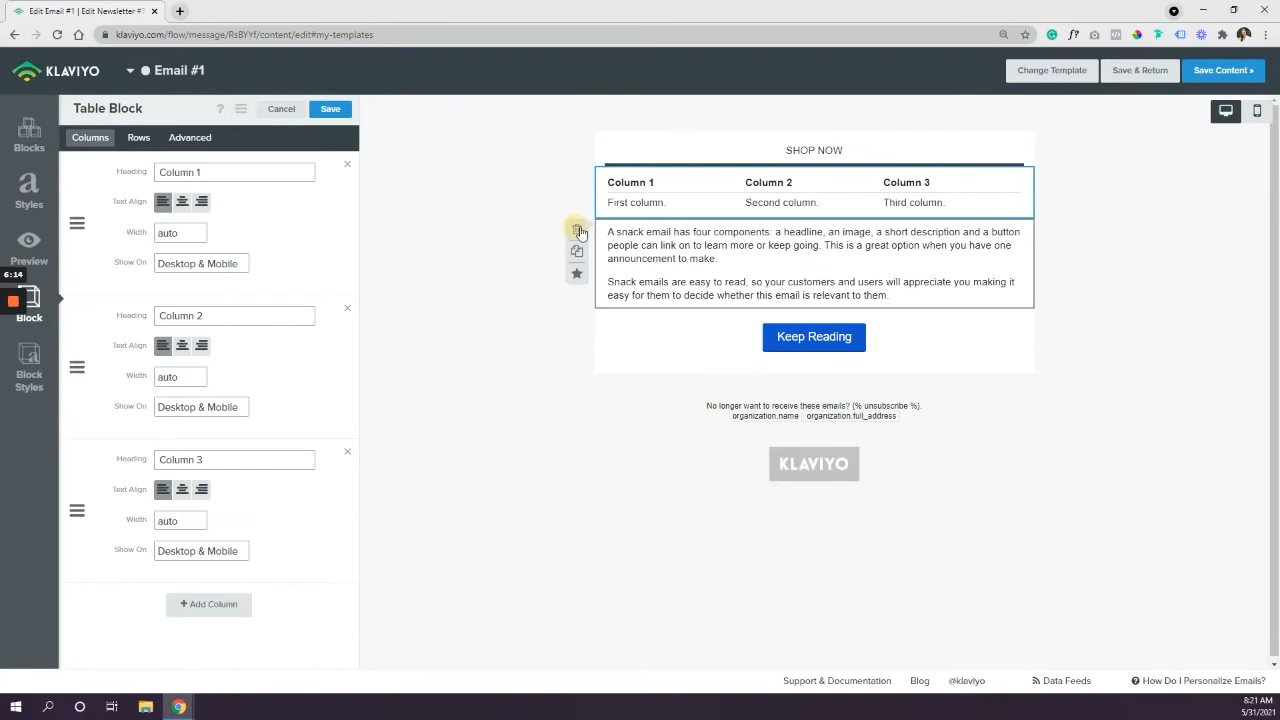 Edit Email #1 | Edit Newsletter #7
klaviyo.com/flow/message/RsBYYf/content/edit#my-templates
KLAVIYO
Email #1
Change Template
Save & Return
Save Content »
Blocks
Styles
Preview
6:14
Block
Block
Styles
Table Block
?
Cancel
Save
Columns
Rows
Advanced
Heading
Column 1
Text Align
Width
auto
Show On
Desktop & Mobile
Heading
Column 2
Text Align
Width
auto
Show On
Desktop & Mobile
Heading
Column 3
Text Align
Width
auto
Show On
Desktop & Mobile
+ Add Column
SHOP NOW
Column 1 Column 2 Column 3
First column. Second column. Third column.
A snack email has four components: a headline, an image, a short description and a button
people can link on to learn more or keep going. This is a great option when you have one
announcement to make.
Snack emails are easy to read, so your customers and users will appreciate you making it
easy for them to decide whether this email is relevant to them.
Keep Reading
No longer want to receive these emails? {% unsubscribe %}.
organization.name organization.full_address
KLAVIYO
Support & Documentation
Blog
@klaviyo
Data Feeds
How Do I Personalize Emails?
8:21 AM
5/31/2021